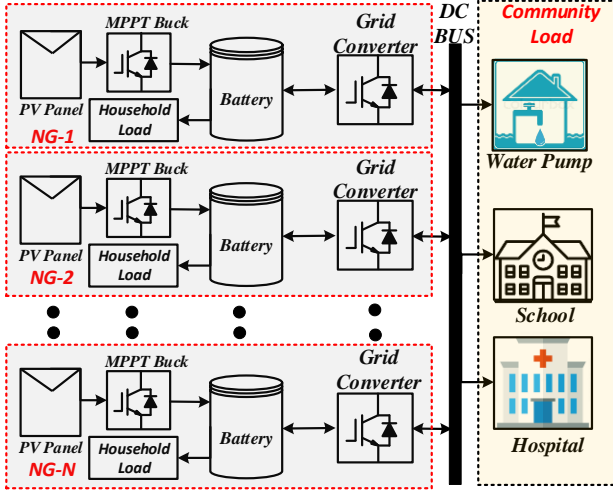 MPPT Buck
Grid
Converter
DC
BUS
Community
Load
PV Panel
Household
Load
Battery
NG-1
Water Pump
MPPT Buck
Grid
Converter
PV Panel
Household
Load
Battery
NG-2
School
MPPT Buck
Grid
Converter
PV Panel
Household
Load
Battery
NG-N
Hospital